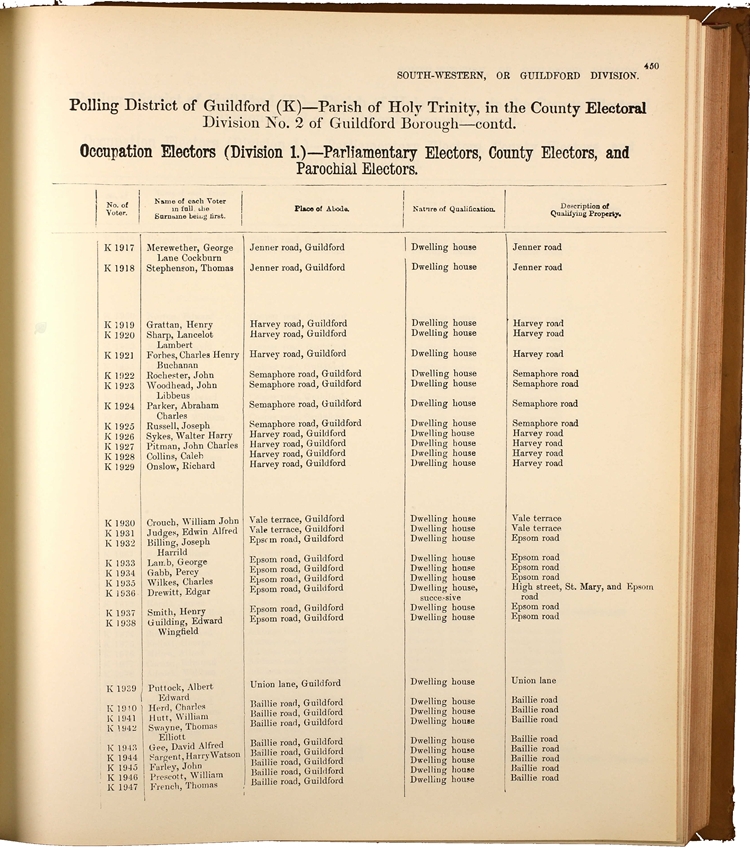 450
SOUTH-WESTERN, OR GUILDFORD DIVISION.
Polling District of Guildford (K)—Parish of Holy Trinity, in the County Electoral
Division No. 2 of Guildford Borough—contd.
Occupation Electors (Division 1.)—Parliamentary Electors, County Electors, and
Parochial Electors.
No. of Voter. Name of each Voter in full, the Surname being first. Place of Abode. Nature of Qualification. Description of Qualifying Property.
K 1917 Merewether, George Jenner road, Guildford Dwelling house Jenner road
Lane Cockburn
K 1918 Stephenson, Thomas Jenner road, Guildford Dwelling house Jenner road
K 1919 Grattan, Henry Harvey road, Guildford Dwelling house Harvey road
K 1920 Sharp, Lancelot Harvey road, Guildford Dwelling house Harvey road
Lambert
K 1921 Forbes, Charles Henry Harvey road, Guildford Dwelling house Harvey road
Buchanan
K 1922 Rochester, John Semaphore road, Guildford Dwelling house Semaphore road
K 1923 Woodhead, John Semaphore road, Guildford Dwelling house Semaphore road
Libbeus
K 1924 Parker, Abraham Semaphore road, Guildford Dwelling house Semaphore road
Charles
K 1925 Russell, Joseph Semaphore road, Guildford Dwelling house Semaphore road
K 1926 Sykes, Walter Harry Harvey road, Guildford Dwelling house Harvey road
K 1927 Pitman, John Charles Harvey road, Guildford Dwelling house Harvey road
K 1928 Collins, Caleb Harvey road, Guildford Dwelling house Harvey road
K 1929 Onslow, Richard Harvey road, Guildford Dwelling house Harvey road
K 1930 Crouch, William John Vale terrace, Guildford Dwelling house Vale terrace
K 1931 Judges, Edwin Alfred Vale terrace, Guildford Dwelling house Vale terrace
K 1932 Billing, Joseph Epsom road, Guildford Dwelling house Epsom road
Harrild
K 1933 Lamb, George Epsom road, Guildford Dwelling house Epsom road
K 1934 Gabb, Percy Epsom road, Guildford Dwelling house Epsom road
K 1935 Wilkes, Charles Epsom road, Guildford Dwelling house Epsom road
K 1936 Drewitt, Edgar Epsom road, Guildford Dwelling house, High street, St. Mary, and Epsom
succe-sive road
K 1937 Smith, Henry Epsom road, Guildford Dwelling house Epsom road
K 1938 Guilding, Edward Epsom road, Guildford Dwelling house Epsom road
Wingfield
K 1939 Puttock, Albert Union lane, Guildford Dwelling house Union lane
Edward
K 1940 Herd, Charles Baillie road, Guildford Dwelling house Baillie road
K 1941 Hutt, William Baillie road, Guildford Dwelling house Baillie road
K 1942 Swayne, Thomas Baillie road, Guildford Dwelling house Baillie road
Elliott
K 1943 Gee, David Alfred Baillie road, Guildford Dwelling house Baillie road
K 1944 Sargent, Harry Watson Baillie road, Guildford Dwelling house Baillie road
K 1945 Farley, John Baillie road, Guildford Dwelling house Baillie road
K 1946 Prescott, William Baillie road, Guildford Dwelling house Baillie road
K 1947 French, Thomas Baillie road, Guildford Dwelling house Baillie road